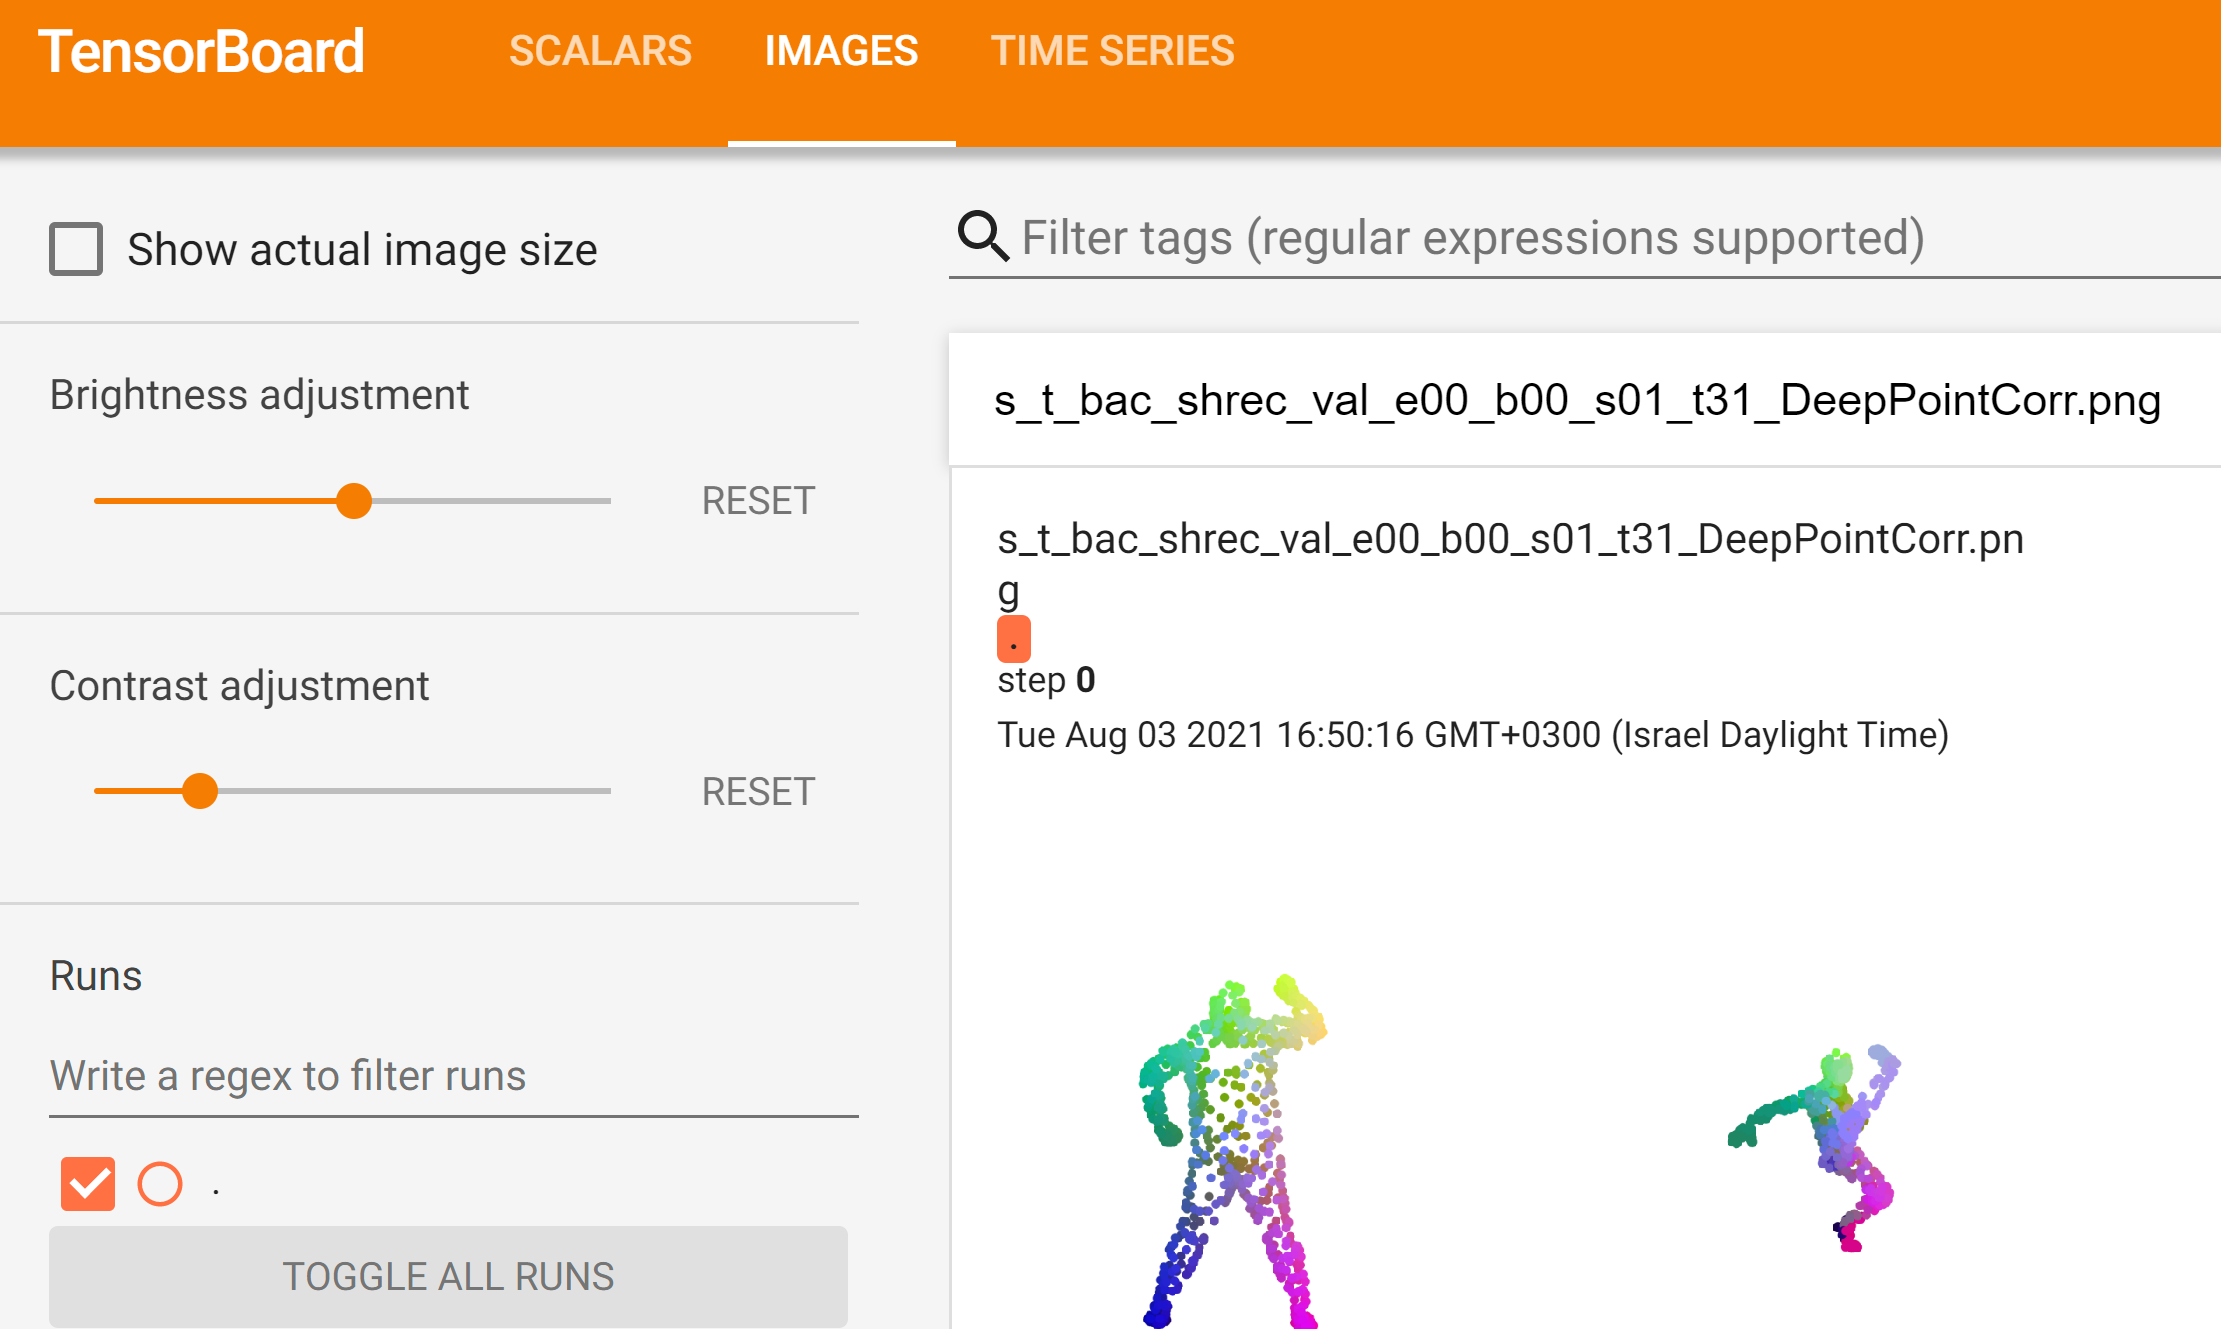 TensorBoard
SCALARS
IMAGES
TIME SERIES
Show actual image size
Brightness adjustment
RESET
Contrast adjustment
RESET
Runs
Write a regex to filter runs
.
TOGGLE ALL RUNS
Filter tags (regular expressions supported)
s_t_bac_shrec_val_e00_b00_s01_t31_DeepPointCorr.png
s_t_bac_shrec_val_e00_b00_s01_t31_DeepPointCorr.pn
g
.
step 0
Tue Aug 03 2021 16:50:16 GMT+0300 (Israel Daylight Time)